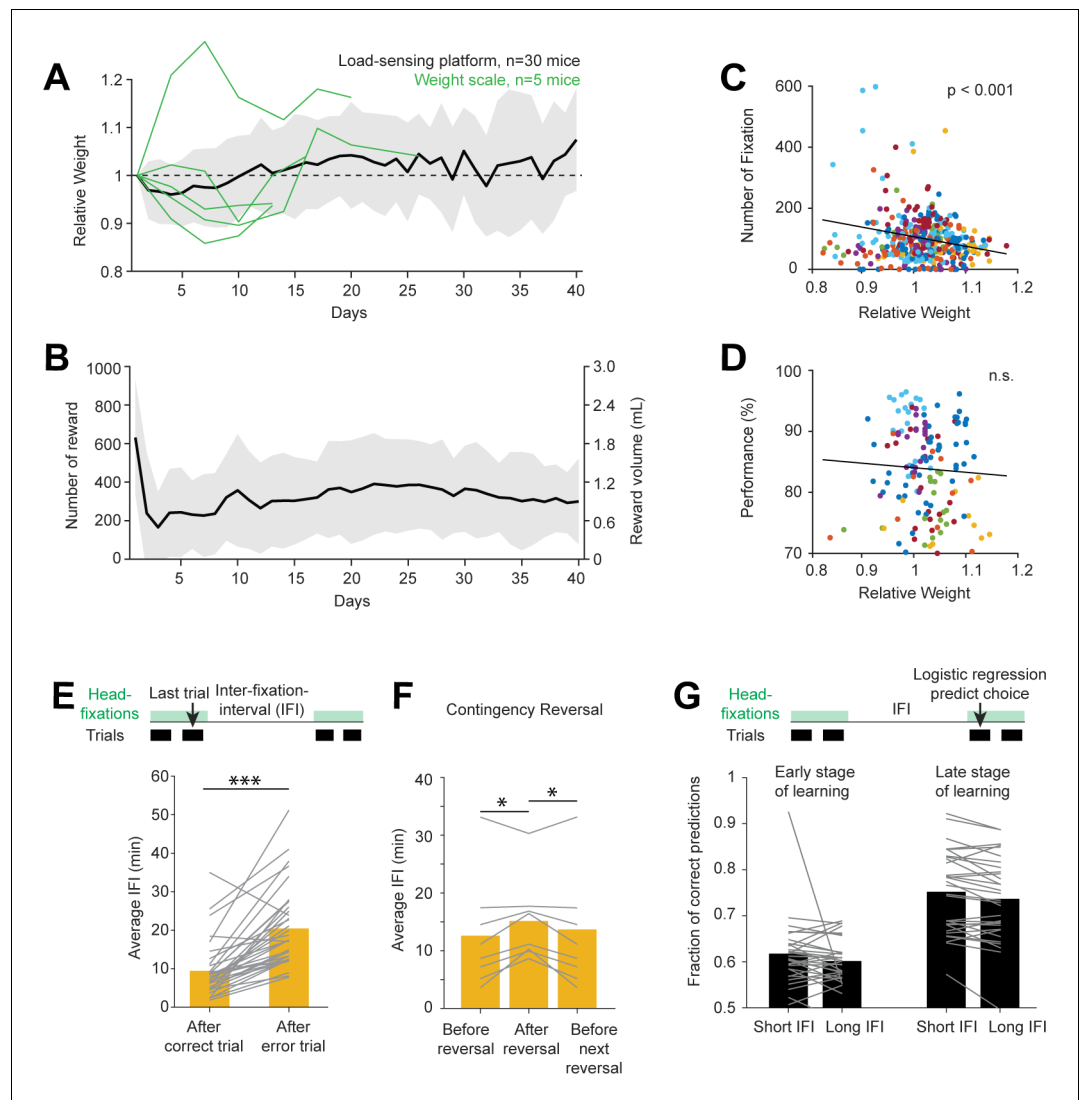 A
Load-sensing platform, n=30 mice
Weight scale, n=5 mice
Relative Weight
1.2
1.1
1
0.9
0.8
5
10
15
20
25
30
35
40
Days
B
Number of reward
1000
800
600
400
200
0
3.0
2.4
1.8
1.2
0.6
0
Reward volume (mL)
5
10
15
20
25
30
35
40
Days
C
p < 0.001
Number of Fixation
600
400
200
0
0.8
0.9
1
1.1
1.2
Relative Weight
D
n.s.
Performance (%)
100
90
80
70
0.8
0.9
1
1.1
1.2
Relative Weight
E
Head-
fixations
Last trial
Inter-fixation-
interval (IFI)
Trials
***
Average IFI (min)
60
50
40
30
20
10
0
After
correct trial
After
error trial
F
Contingency Reversal
Average IFI (min)
40
30
20
10
0
*
*
Before
reversal
After
reversal
Before
next
reversal
G
Head-
fixations
IFI
Logistic regression
predict choice
Trials
Early stage
of learning
Late stage
of learning
Fraction of correct predictions
1
0.9
0.8
0.7
0.6
0.5
Short IFI
Long IFI
Short IFI
Long IFI